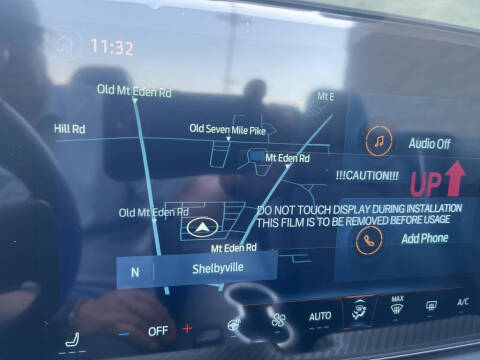 11:32
Old Mt Eden Rd
Mt E
Hill Rd
Old Seven Mile Pike
Audio Off
Mt Eden Rd
!!!CAUTION!!!
UP
Old Mt Eden Rd
DO NOT TOUCH DISPLAY DURING INSTALLATION
THIS FILM IS TO BE REMOVED BEFORE USAGE
Add Phone
Mt Eden Rd
N Shelbyville
MAX
- OFF + AUTO A/C